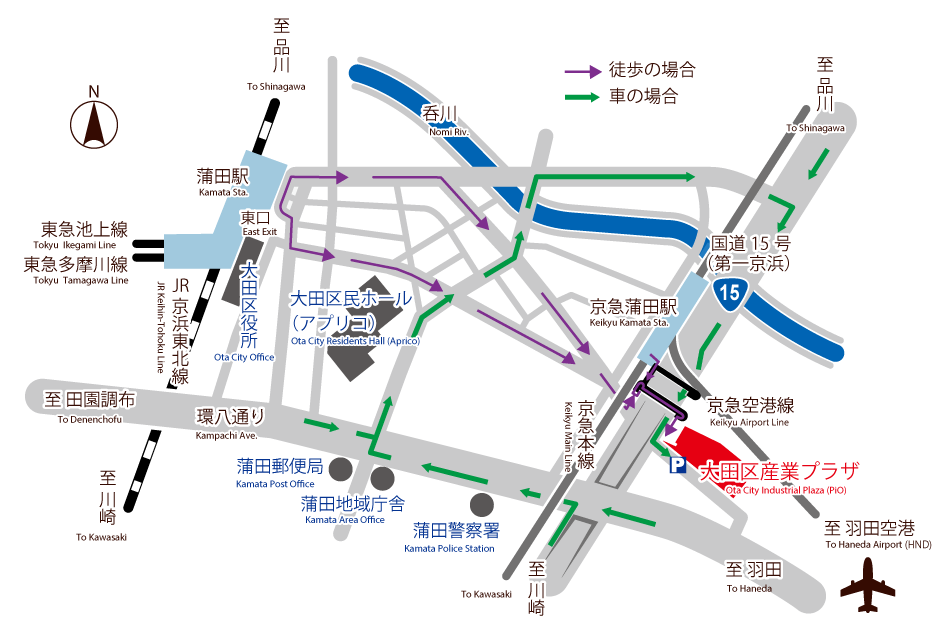 至品川
To Shinagawa
N
徒歩の場合
車の場合
至品川
To Shinagawa
呑川
Nomi Riv.
蒲田駅
Kamata Sta.
東口
East Exit
東急池上線
Tokyu Ikegami Line
東急多摩川線
Tokyu Tamagawa Line
国道15号
（第一京浜）
15
大田区役所
Ota City Office
大田区民ホール
（アプリコ）
Ota City Residents Hall (Aprico)
京急蒲田駅
Keikyu Kamata Sta.
JR京浜東北線
JR Keihin-Tohoku Line
至 田園調布
To Denenchofu
環八通り
Kampachi Ave.
京急本線
Keikyu Main Line
京急空港線
Keikyu Airport Line
P
大田区産業プラザ
Ota City Industrial Plaza (PiO)
蒲田郵便局
Kamata Post Office
蒲田地域庁舎
Kamata Area Office
蒲田警察署
Kamata Police Station
至川崎
To Kawasaki
至川崎
To Kawasaki
至 羽田
To Haneda
至 羽田空港
To Haneda Airport (HND)